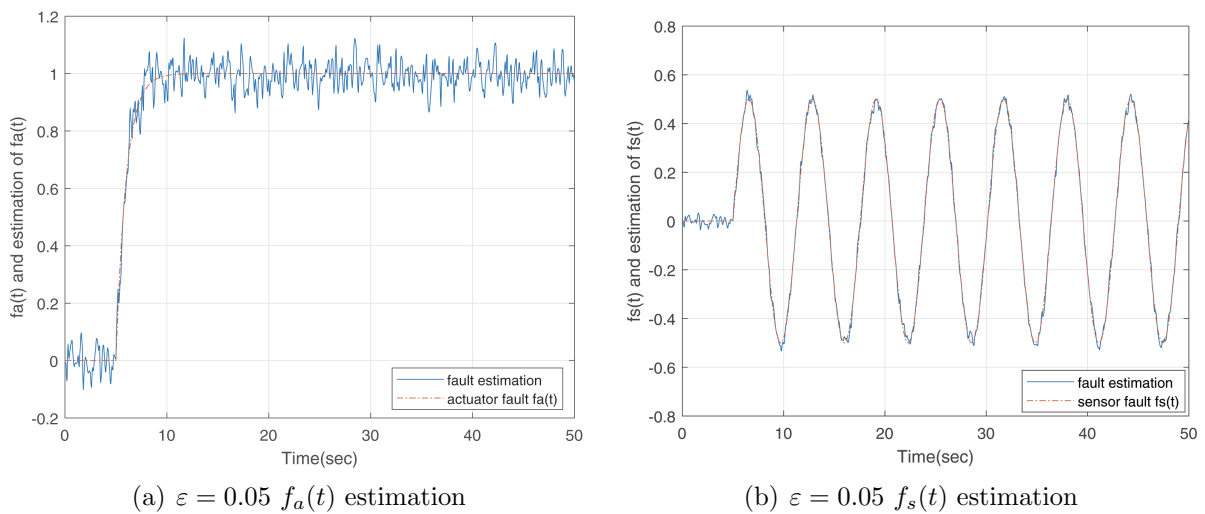 1.2
1
0.8
0.6
0.4
0.2
0
-0.2
fa(t) and estimation of fa(t)
fault estimation
actuator fault fa(t)
0 10 20 30 40 50
Time(sec)
(a) ε = 0.05 f_a(t) estimation
0.8
0.6
0.4
0.2
0
-0.2
-0.4
-0.6
-0.8
fs(t) and estimation of fs(t)
fault estimation
sensor fault fs(t)
0 10 20 30 40 50
Time(sec)
(b) ε = 0.05 f_s(t) estimation